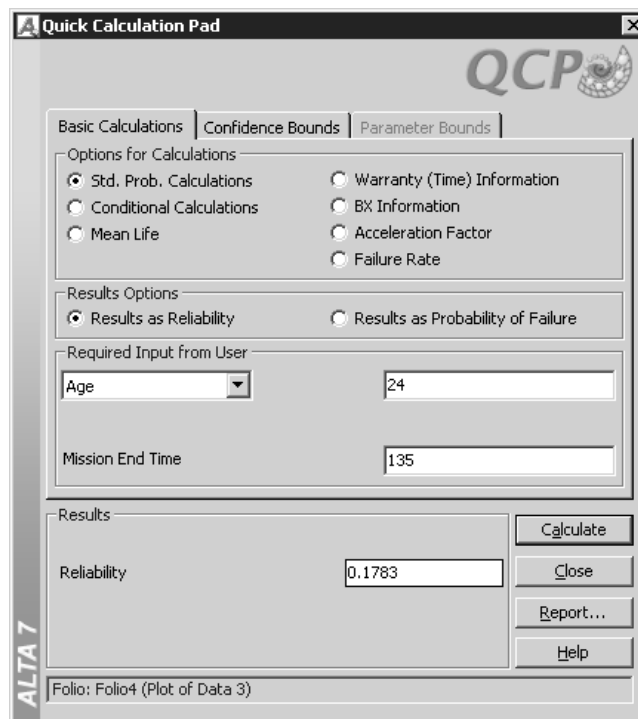 Quick Calculation Pad
QCP
Basic Calculations Confidence Bounds Parameter Bounds
Options for Calculations
Std. Prob. Calculations Warranty (Time) Information
Conditional Calculations BX Information
Mean Life Acceleration Factor
Failure Rate
Results Options
Results as Reliability Results as Probability of Failure
Required Input from User
Age 24
Mission End Time 135
Results
Calculate
Reliability 0.1783 Close
Report...
Help
ALTA 7
Folio: Folio4 (Plot of Data 3)